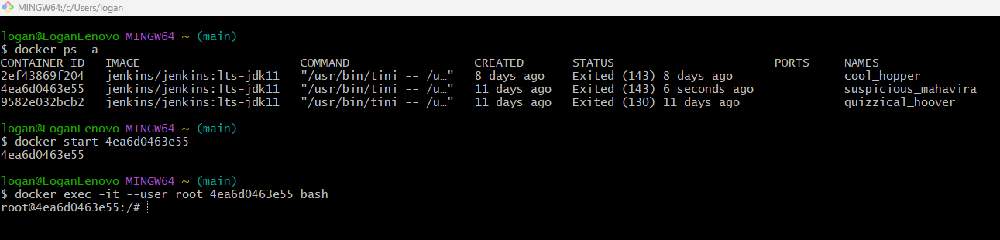 MINGW64:/c/Users/logan
logan@LoganLenovo MINGW64 ~ (main)
$ docker ps -a
CONTAINER ID   IMAGE                       COMMAND                  CREATED       STATUS                       PORTS     NAMES
2ef43869f204   jenkins/jenkins:lts-jdk11   "/usr/bin/tini -- /u…"   8 days ago    Exited (143) 8 days ago                cool_hopper
4ea6d0463e55   jenkins/jenkins:lts-jdk11   "/usr/bin/tini -- /u…"   11 days ago   Exited (143) 6 seconds ago             suspicious_mahavira
9582e032bcb2   jenkins/jenkins:lts-jdk11   "/usr/bin/tini -- /u…"   11 days ago   Exited (130) 11 days ago               quizzical_hoover
logan@LoganLenovo MINGW64 ~ (main)
$ docker start 4ea6d0463e55
4ea6d0463e55
logan@LoganLenovo MINGW64 ~ (main)
$ docker exec -it --user root 4ea6d0463e55 bash
root@4ea6d0463e55:/#